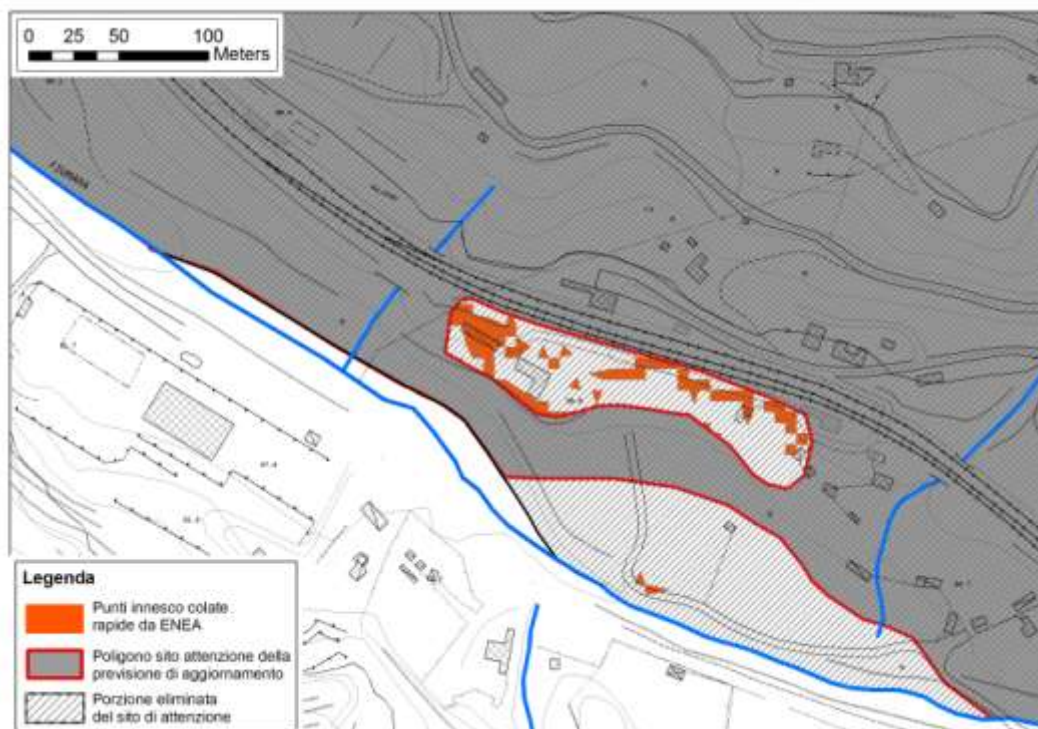 0 25 50 100
Meters
FIUMARA
Legenda
Punti innesco colate
rapide da ENEA
Poligono sito attenzione della
previsione di aggiornamento
Porzione eliminata
del sito di attenzione